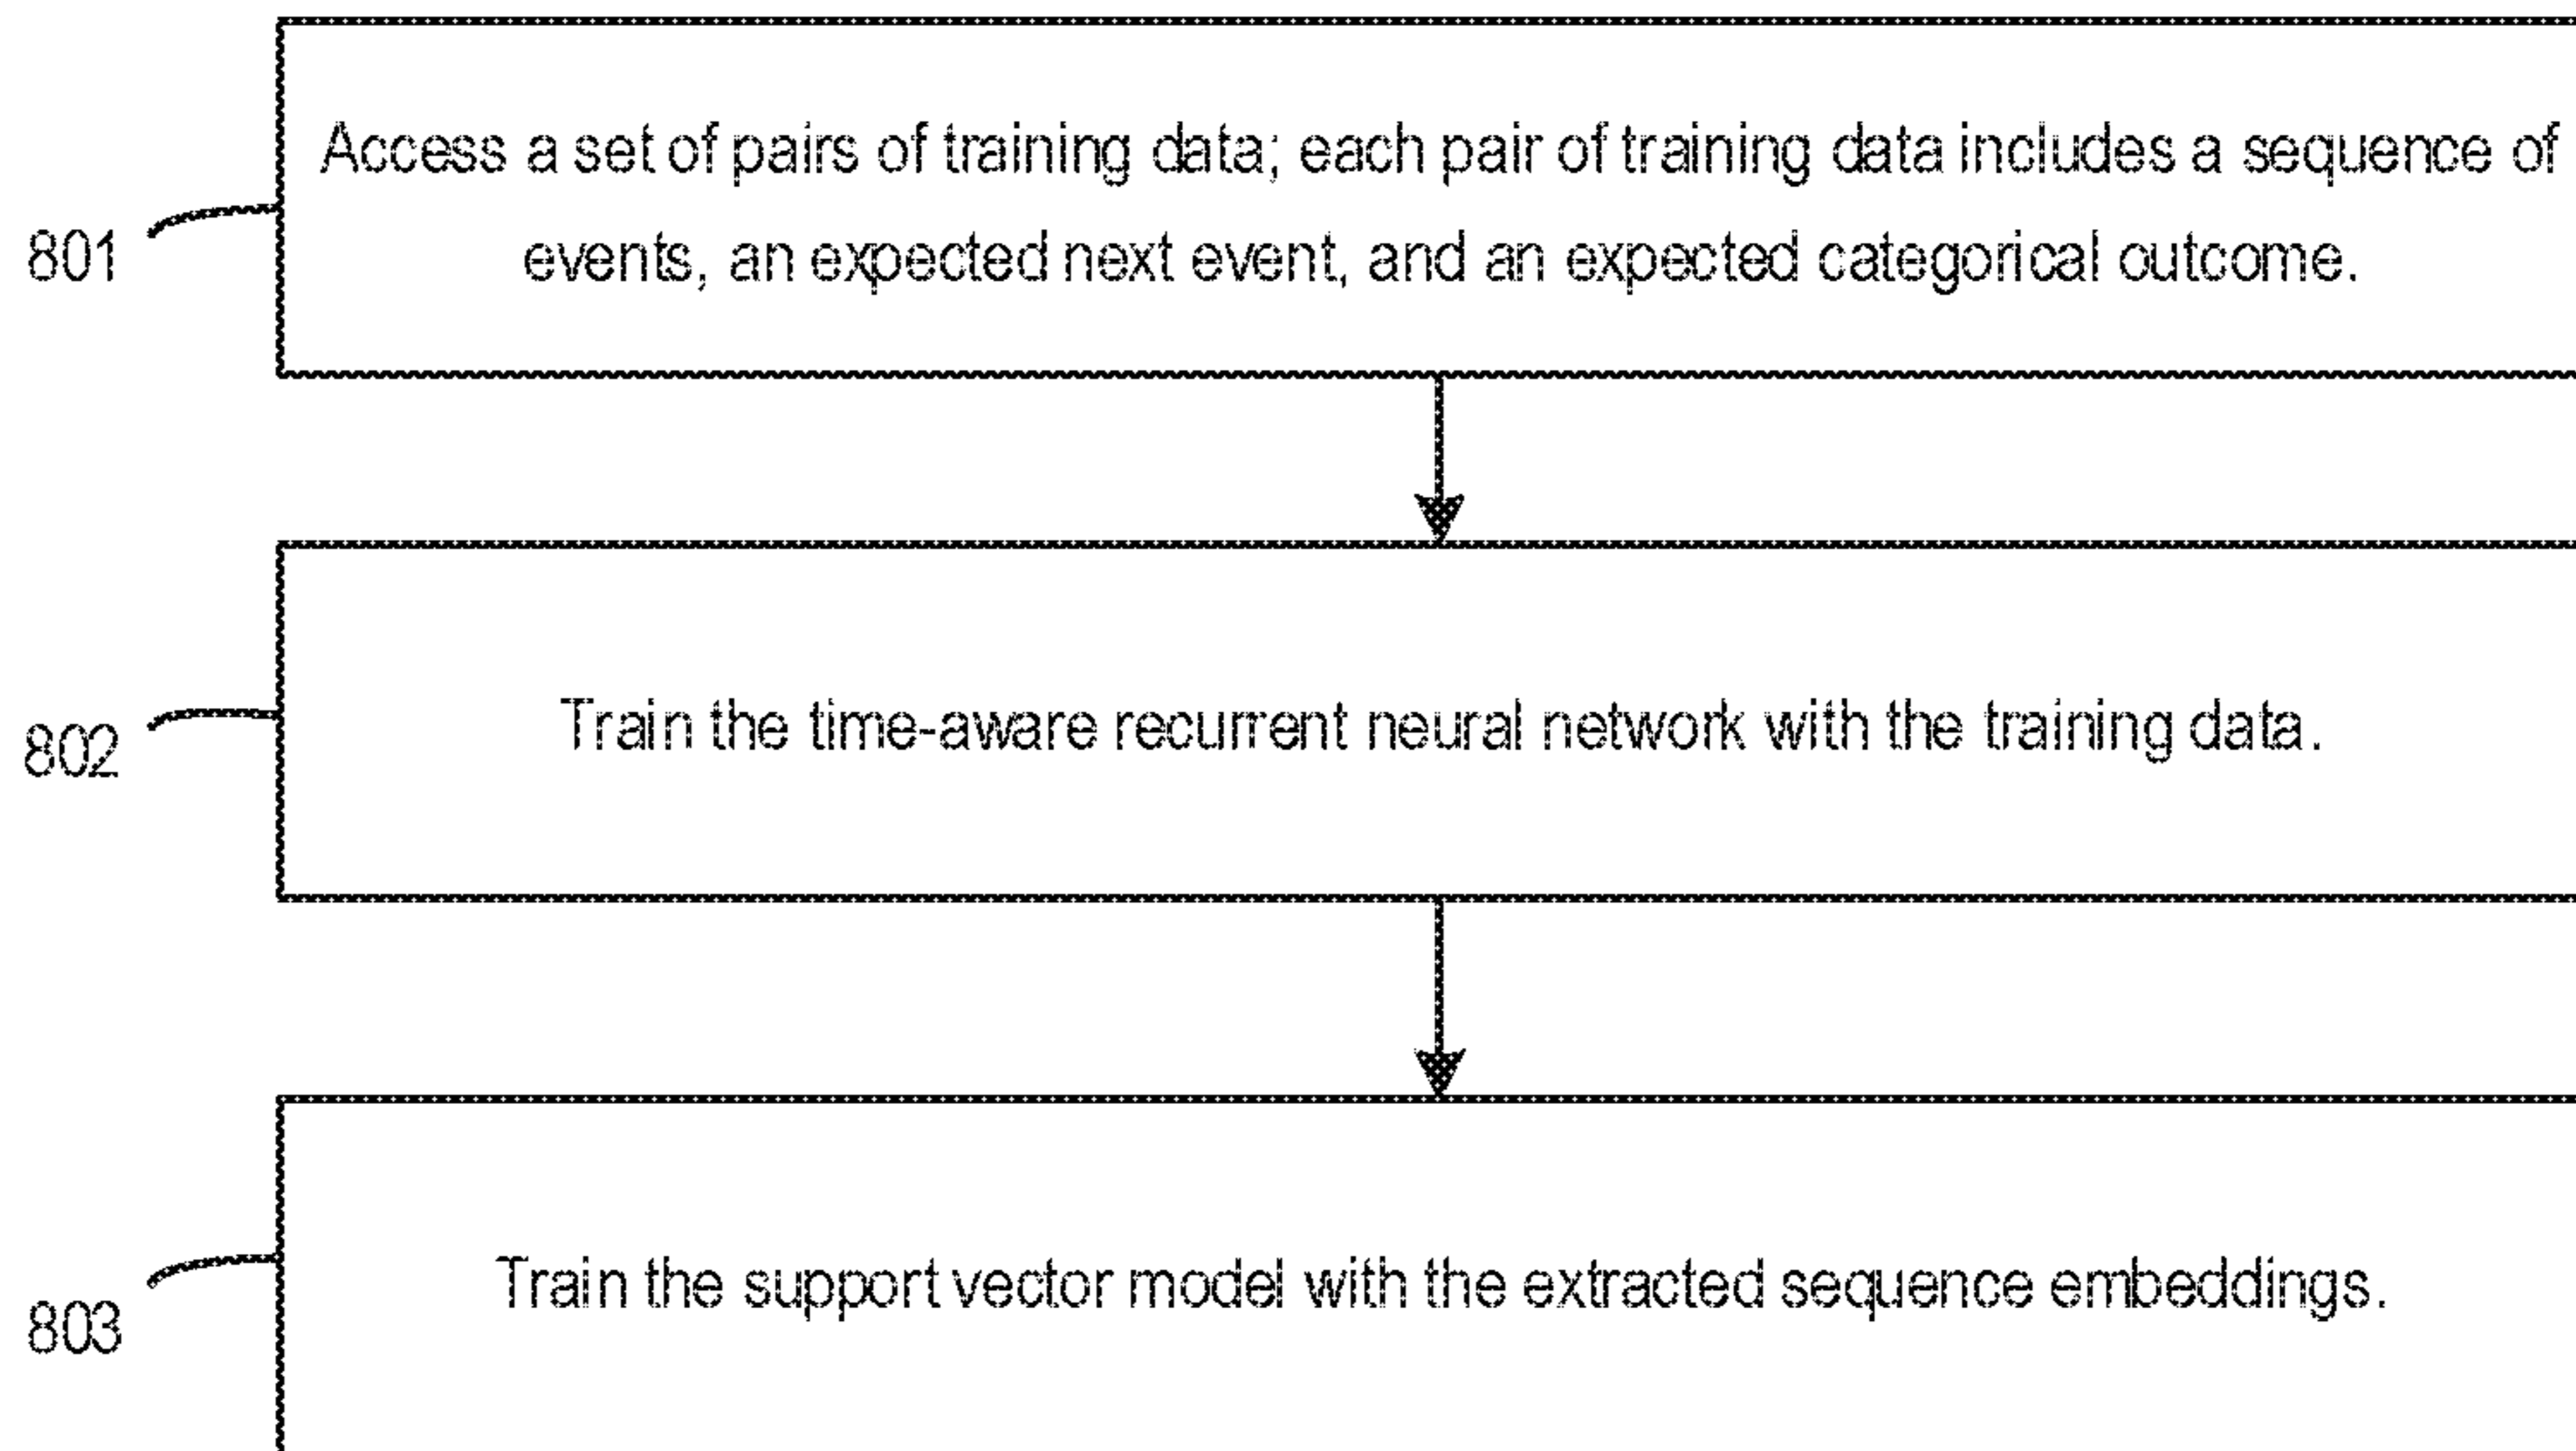 Access a set of pairs of training data; each pair of training data includes a sequence of
801
events, an expected next event, and an expected categorical outcome.
802
Train the time-aware recurrent neural network with the training data.
803
Train the support vector model with the extracted sequence embeddings.